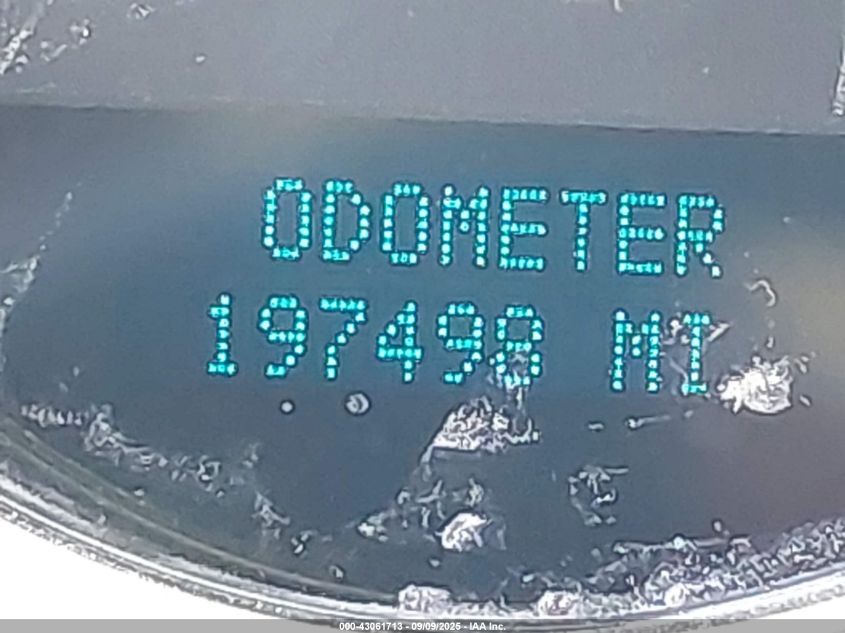 ODOMETER
197498 MI
000-43061713 - 09/09/2025 - IAA Inc.